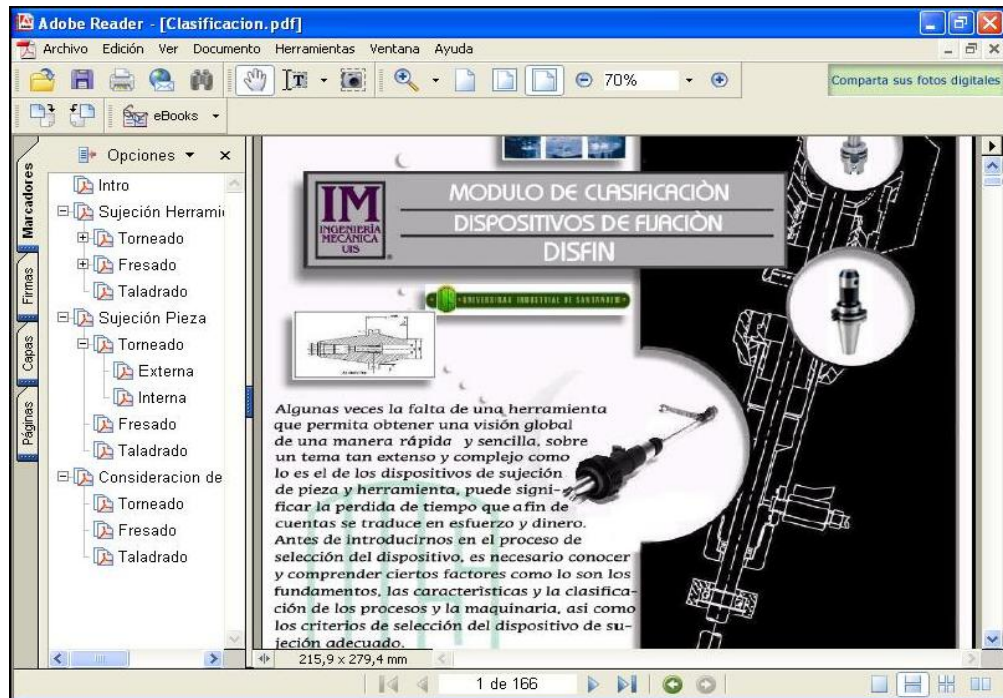 Adobe Reader - [Clasificacion.pdf]
Archivo Edición Ver Documento Herramientas Ventana Ayuda
70%
Comparta sus fotos digitales
eBooks
Marcadores
Firmas
Capas
Páginas
Opciones
Intro
Sujeción Herrami
Torneado
Fresado
Taladrado
Sujeción Pieza
Torneado
Externa
Interna
Fresado
Taladrado
Consideracion de
Torneado
Fresado
Taladrado
IM
INGENIERÍA
MECÁNICA
UIS
MODULO DE CLASIFICACIÒN
DISPOSITIVOS DE FIJACIÒN
DISFIN
UNIVERSIDAD INDUSTRIAL DE SANTANDER
Algunas veces la falta de una herramienta
que permita obtener una visión global
de una manera rápida y sencilla, sobre
un tema tan extenso y complejo como
lo es el de los dispositivos de sujeción
de pieza y herramienta, puede signi-
ficar la perdida de tiempo que a fin de
cuentas se traduce en esfuerzo y dinero.
Antes de introducirnos en el proceso de
selección del dispositivo, es necesario conocer
y comprender ciertos factores como lo son los
fundamentos, las características y la clasifica-
ción de los procesos y la maquinaria, asi como
los criterios de selección del dispositivo de su-
jeción adecuado.
215,9 x 279,4 mm
1 de 166